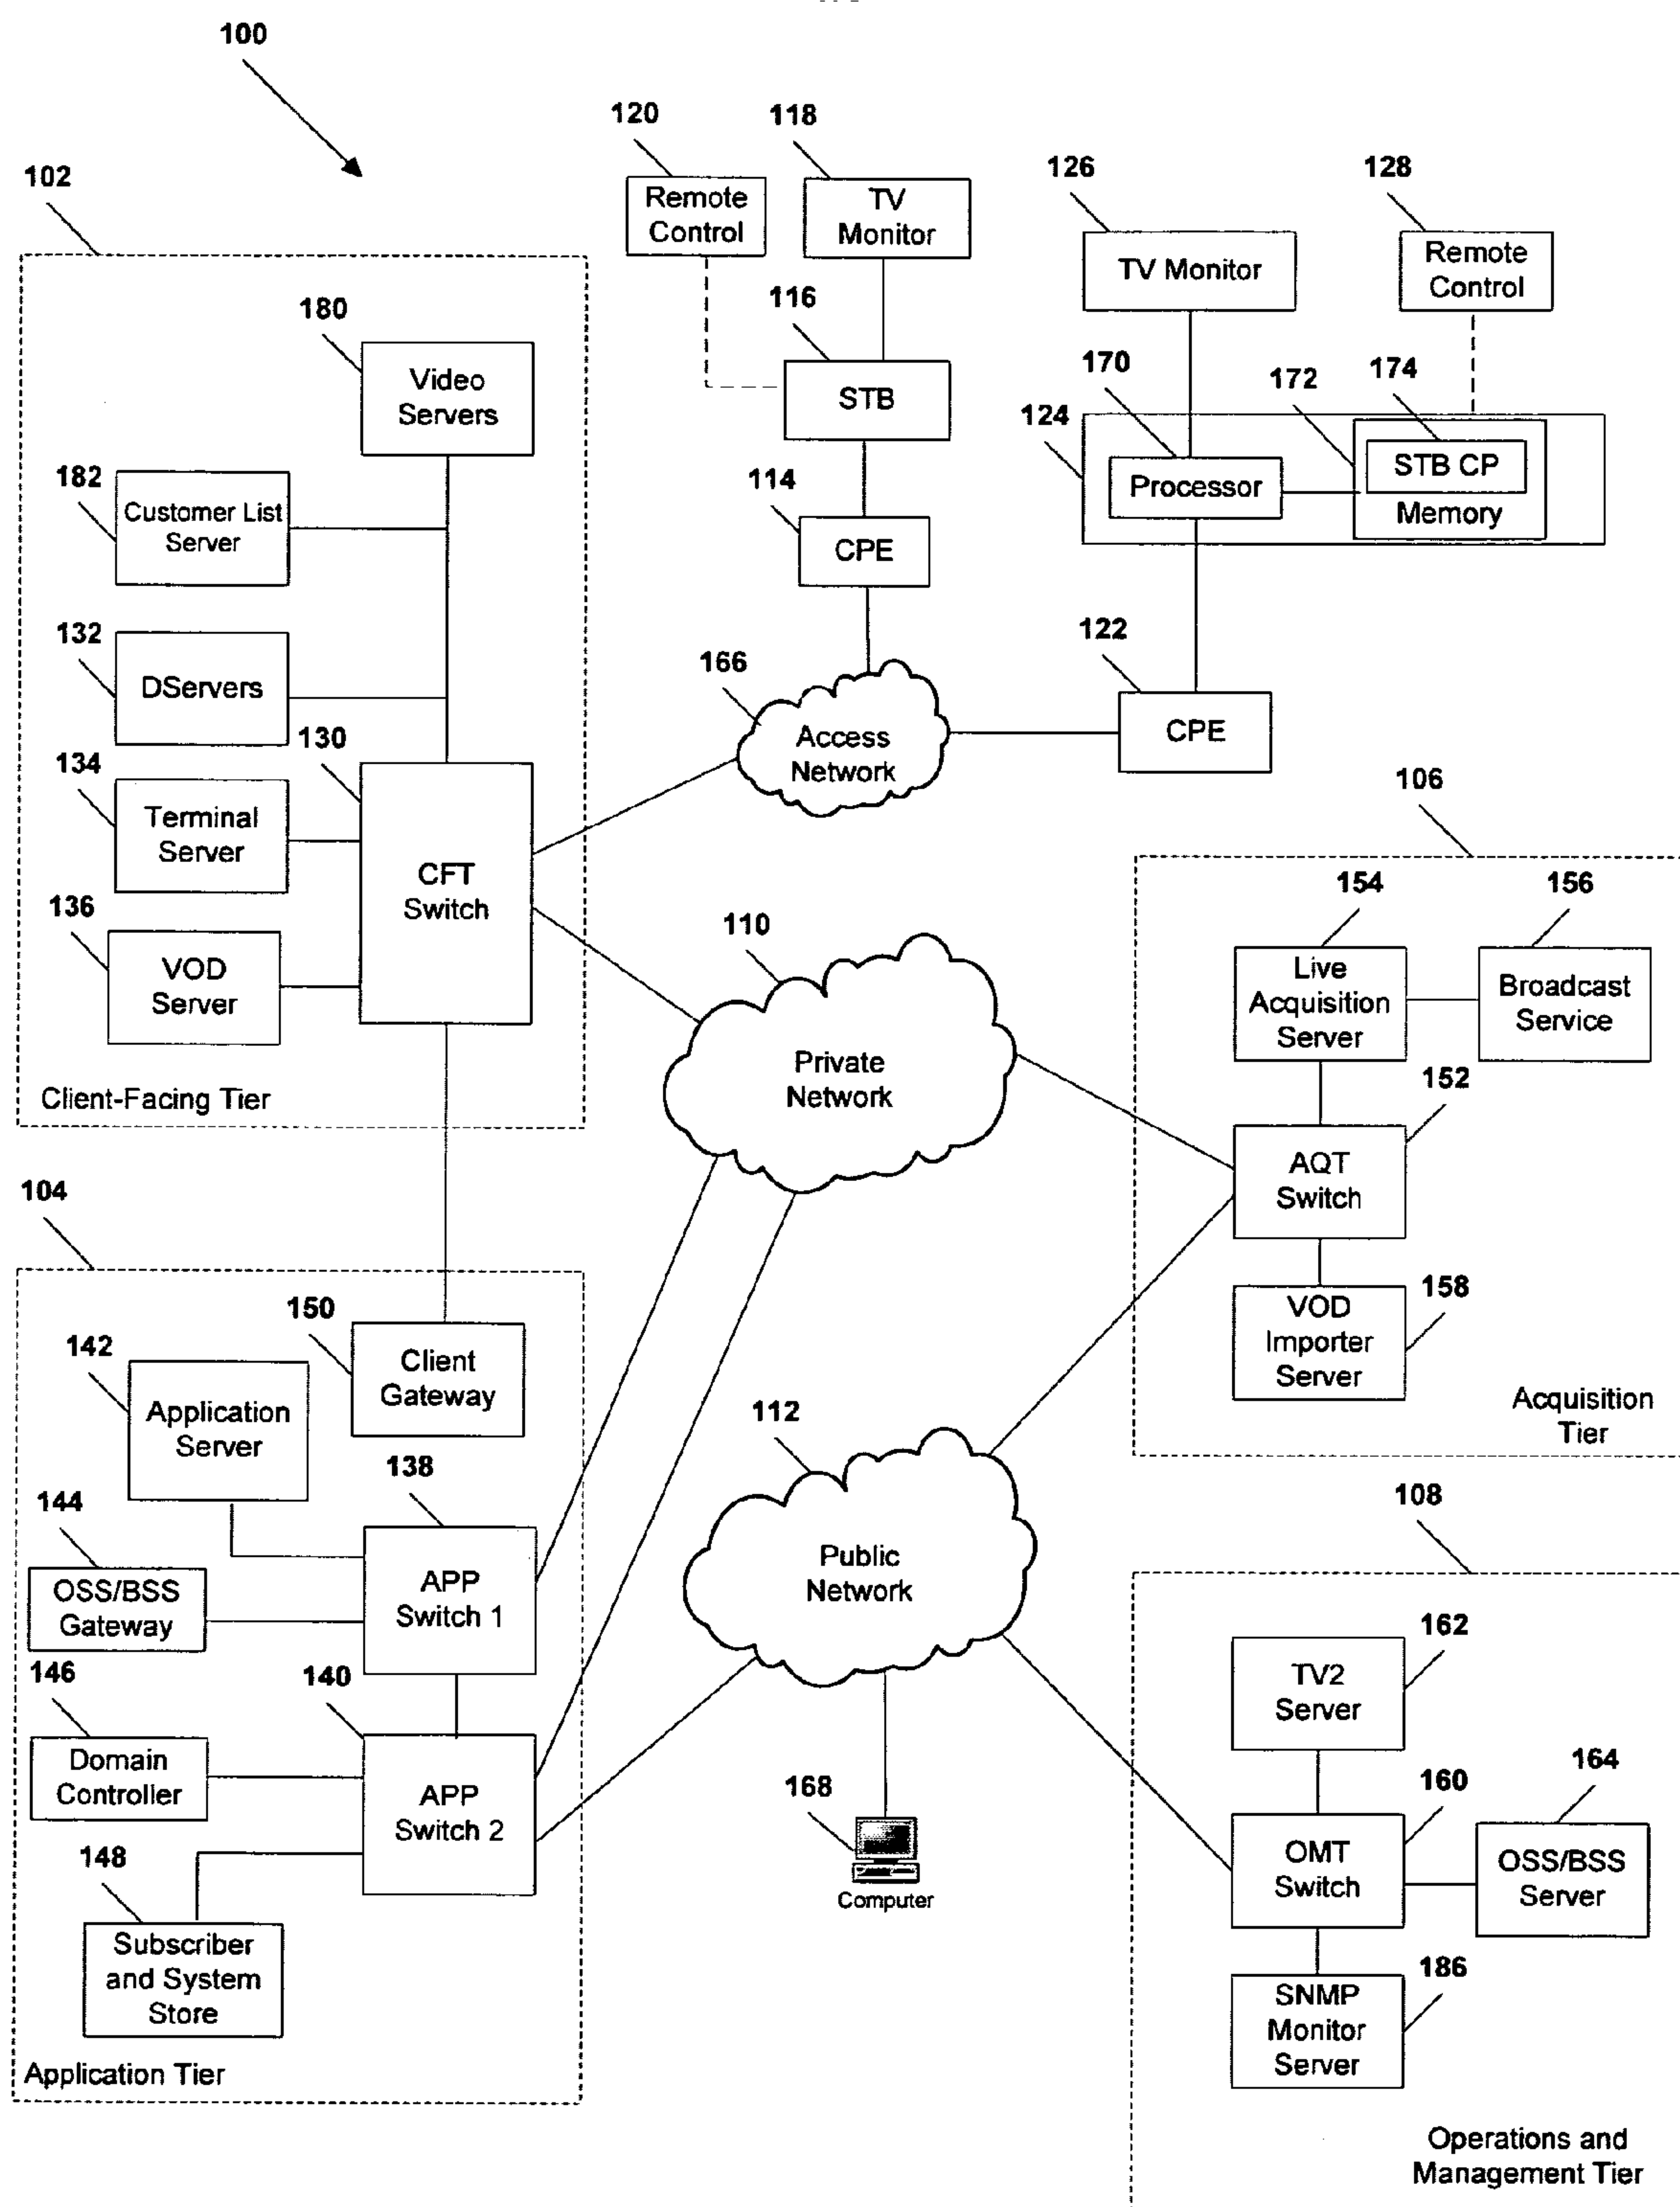 100
120
118
102
Remote
Control
TV
Monitor
126
128
TV Monitor
Remote
Control
180
116
Video
Servers
STB
170
172
174
124
STB CP
Processor
Memory
182
Customer List
Server
114
CPE
132
DServers
166
122
CPE
130
Access
Network
134
Terminal
Server
106
CFT
Switch
136
VOD
Server
110
154
156
Live
Acquisition
Server
Broadcast
Service
Private
Network
152
Client-Facing Tier
AQT
Switch
104
150
158
142
Client
Gateway
VOD
Importer
Server
Application
Server
112
Acquisition
Tier
138
144
108
OSS/BSS
Gateway
APP
Switch 1
Public
Network
162
TV2
Server
146
140
Domain
Controller
APP
Switch 2
168
160
164
148
Computer
OMT
Switch
OSS/BSS
Server
Subscriber
and System
Store
186
SNMP
Monitor
Server
Application Tier
Operations and
Management Tier